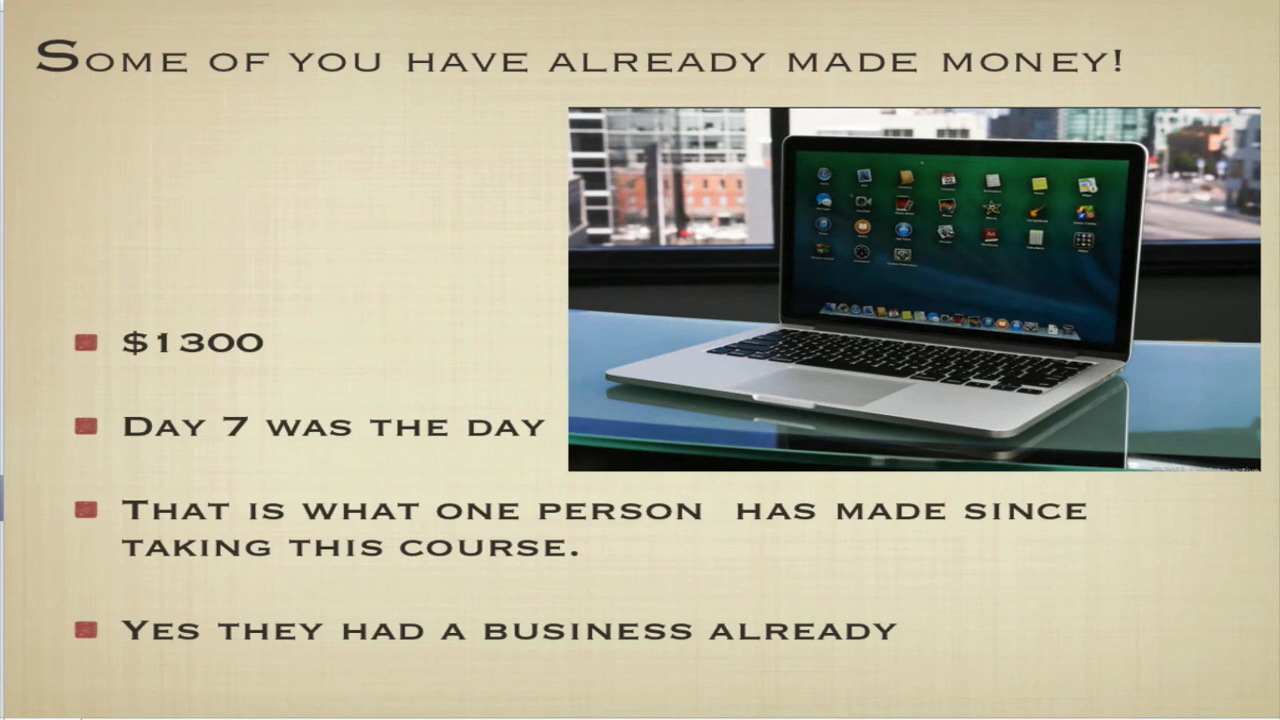 Some of you have already made money!
$1300
Day 7 was the day
That is what one person has made since
taking this course.
Yes they had a business already